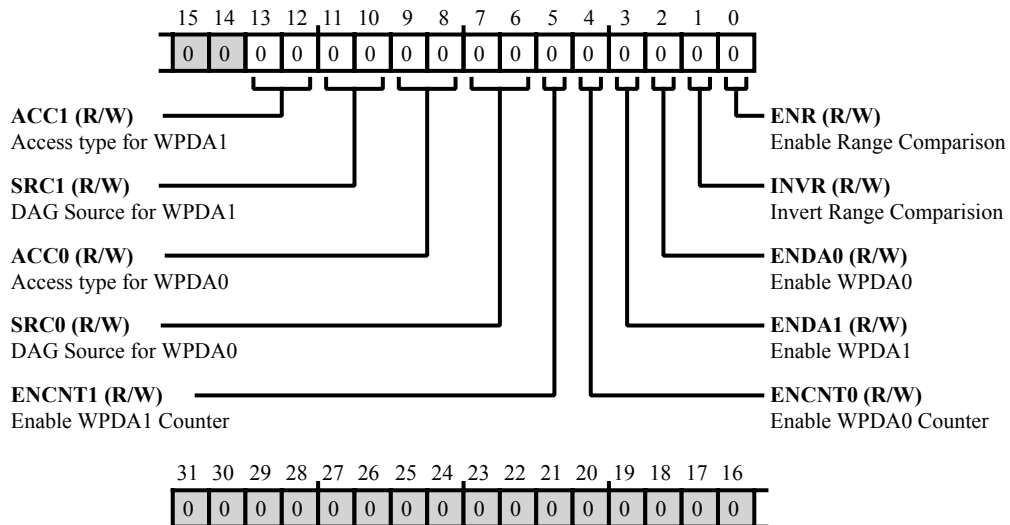 15 14 13 12 11 10 9 8 7 6 5 4 3 2 1 0
0 0 0 0 0 0 0 0 0 0 0 0 0 0 0 0
ACC1 (R/W)
Access type for WPDA1
SRC1 (R/W)
DAG Source for WPDA1
ACC0 (R/W)
Access type for WPDA0
SRC0 (R/W)
DAG Source for WPDA0
ENCNT1 (R/W)
Enable WPDA1 Counter
ENR (R/W)
Enable Range Comparison
INVR (R/W)
Invert Range Comparision
ENDA0 (R/W)
Enable WPDA0
ENDA1 (R/W)
Enable WPDA1
ENCNT0 (R/W)
Enable WPDA0 Counter
31 30 29 28 27 26 25 24 23 22 21 20 19 18 17 16
0 0 0 0 0 0 0 0 0 0 0 0 0 0 0 0